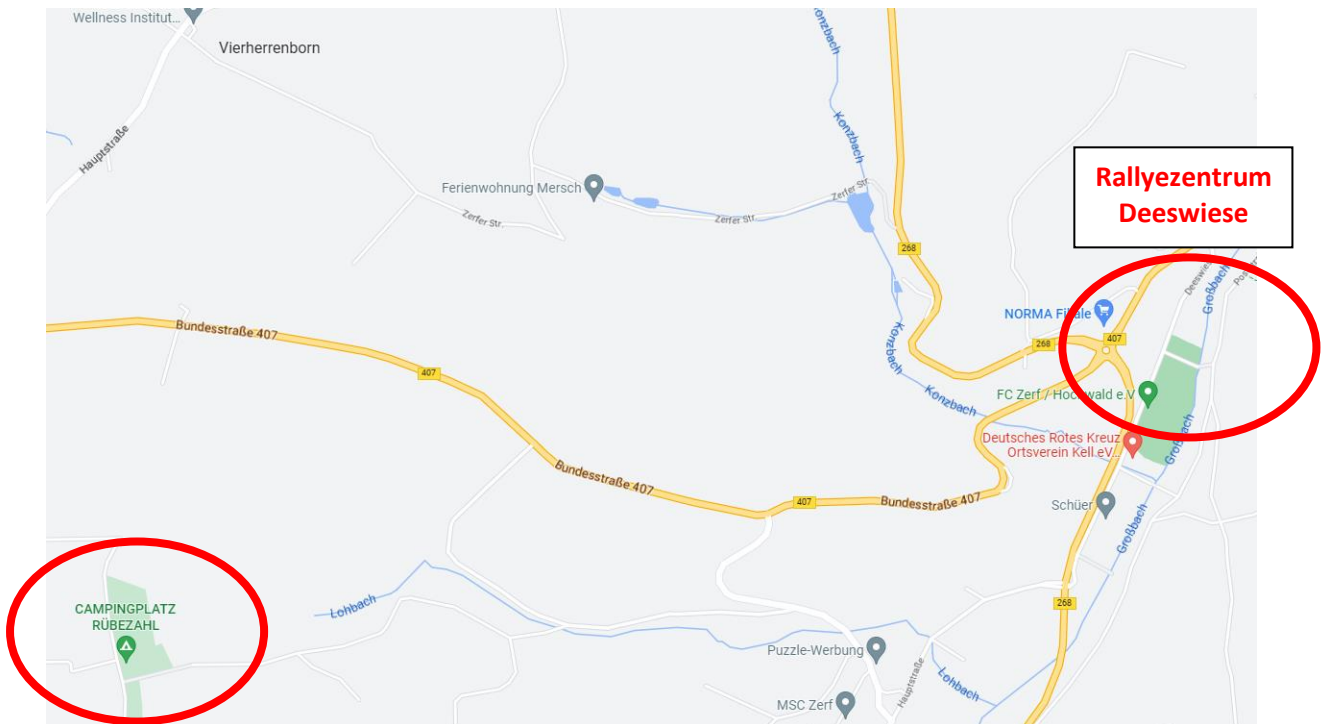 Wellness Institut...
Vierherrenborn
Konzbach
Hauptstraße
Konzbach
Rallyezentrum
Deeswiese
Ferienwohnung Mersch
Zerfer Str.
Zerfer Str.
Zerfer Str.
268
Großbach
NORMA Filiale
Bundesstraße 407
Konzbach
268
407
407
FC Zerf / Hochwald e.V
Konzbach
Deutsches Rotes Kreuz
Ortsverein Kell eV...
Großbach
Bundesstraße 407
407
Bundesstraße 407
Schüer
Großbach
CAMPINGPLATZ
RÜBEZAHL
Lohbach
268
Puzzle-Werbung
Hauptstraße
Lohbach
MSC Zerf